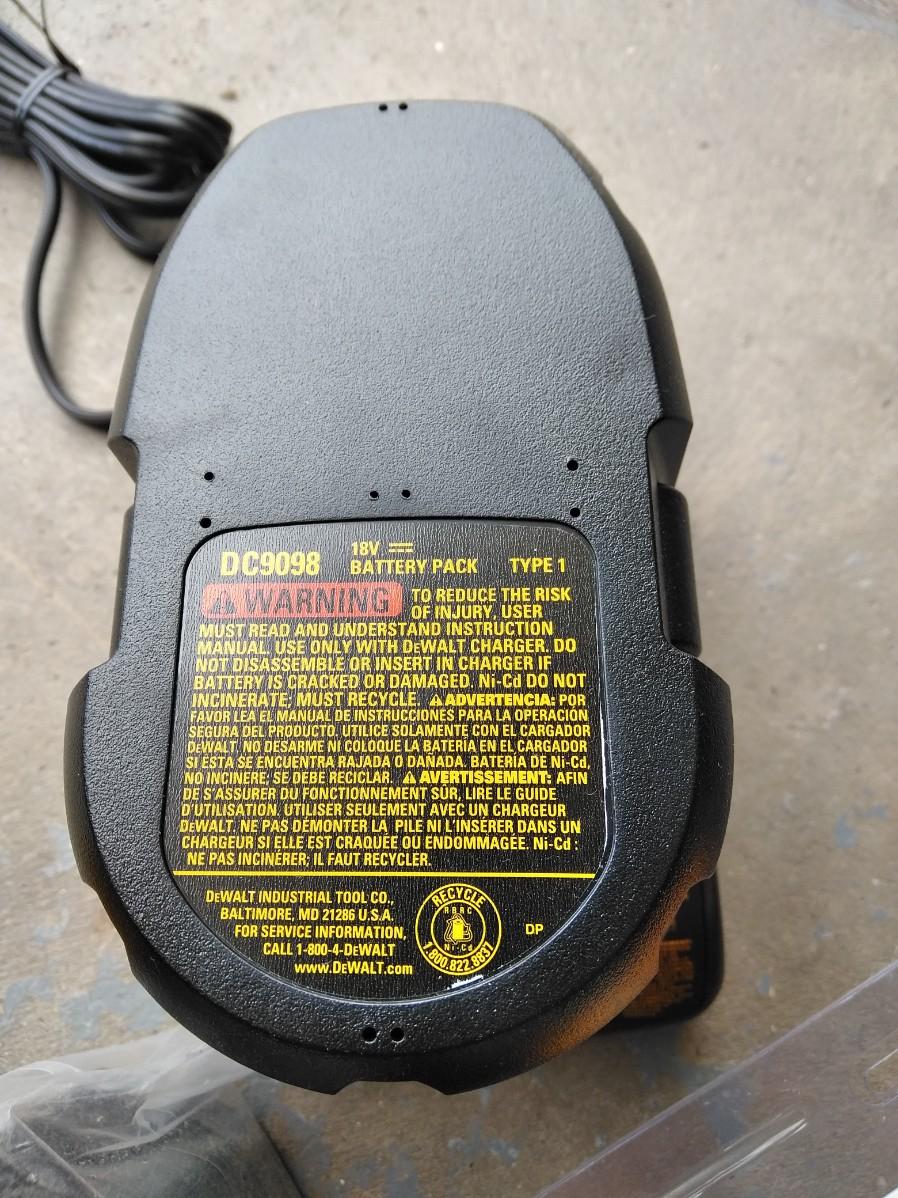 DC9098 18V BATTERY PACK TYPE 1
WARNING TO REDUCE THE RISK
OF INJURY, USER
MUST READ AND UNDERSTAND INSTRUCTION
MANUAL. USE ONLY WITH DEWALT CHARGER. DO
NOT DISASSEMBLE OR INSERT IN CHARGER IF
BATTERY IS CRACKED OR DAMAGED. Ni-Cd DO NOT
INCINERATE; MUST RECYCLE. ADVERTENCIA: POR
FAVOR LEA EL MANUAL DE INSTRUCCIONES PARA LA OPERACIÓN
SEGURA DEL PRODUCTO. UTILICE SOLAMENTE CON EL CARGADOR
DEWALT. NO DESARME NI COLOQUE LA BATERÍA EN EL CARGADOR
SI ÉSTA SE ENCUENTRA RAJADA O DAÑADA. BATERÍA DE Ni-Cd.
NO INCINERE; SE DEBE RECICLAR. AVERTISSEMENT: AFIN
DE S'ASSURER DU FONCTIONNEMENT SÛR, LIRE LE GUIDE
D'UTILISATION. UTILISER SEULEMENT AVEC UN CHARGEUR
DEWALT. NE PAS DÉMONTER LA PILE NI L'INSÉRER DANS UN
CHARGEUR SI ELLE EST CRAQUÉE OU ENDOMMAGÉE. Ni-Cd :
NE PAS INCINÉRER; IL FAUT RECYCLER.
DEWALT INDUSTRIAL TOOL CO.,
BALTIMORE, MD 21286 U.S.A.
FOR SERVICE INFORMATION,
CALL 1-800-4-DEWALT
www.DEWALT.com
RECYCLE
RBRC
Ni-Cd
1.800.822.8837
DP